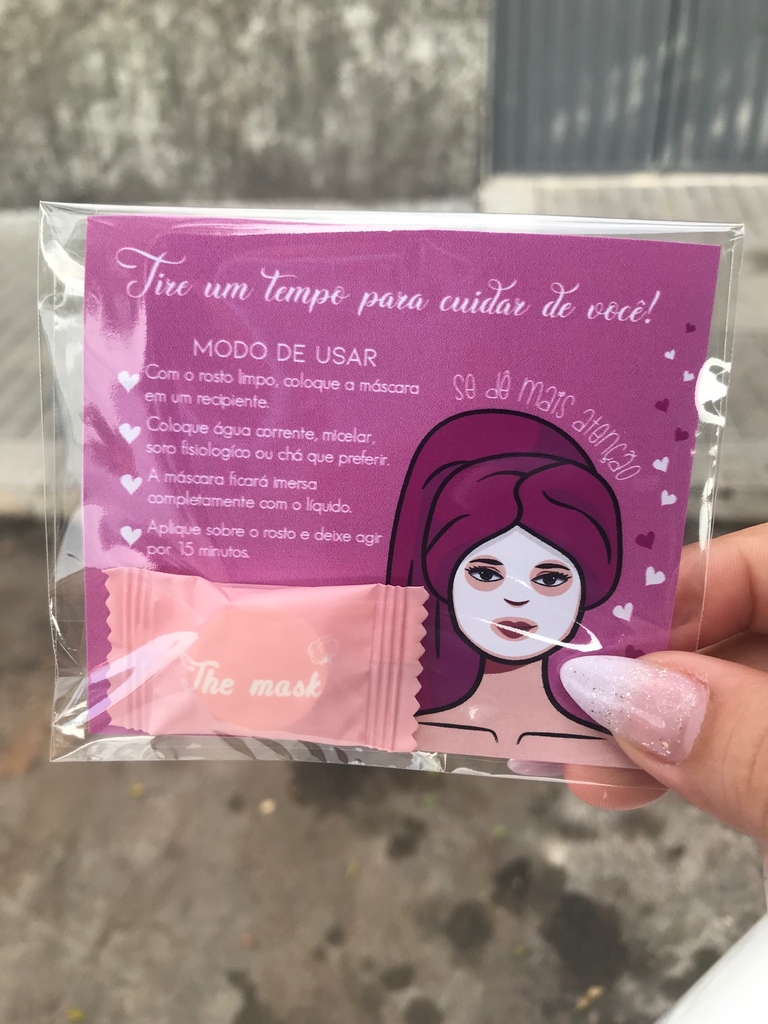 Tire um tempo para cuidar de você!
MODO DE USAR
Com o rosto limpo, coloque a máscara
em um recipiente.
Coloque água corrente, micelar,
soro fisiológico ou chá que preferir.
A máscara ficará imersa
completamente com o líquido.
Aplique sobre o rosto e deixe agir
por 15 minutos.
se dê mais atenção
The mask